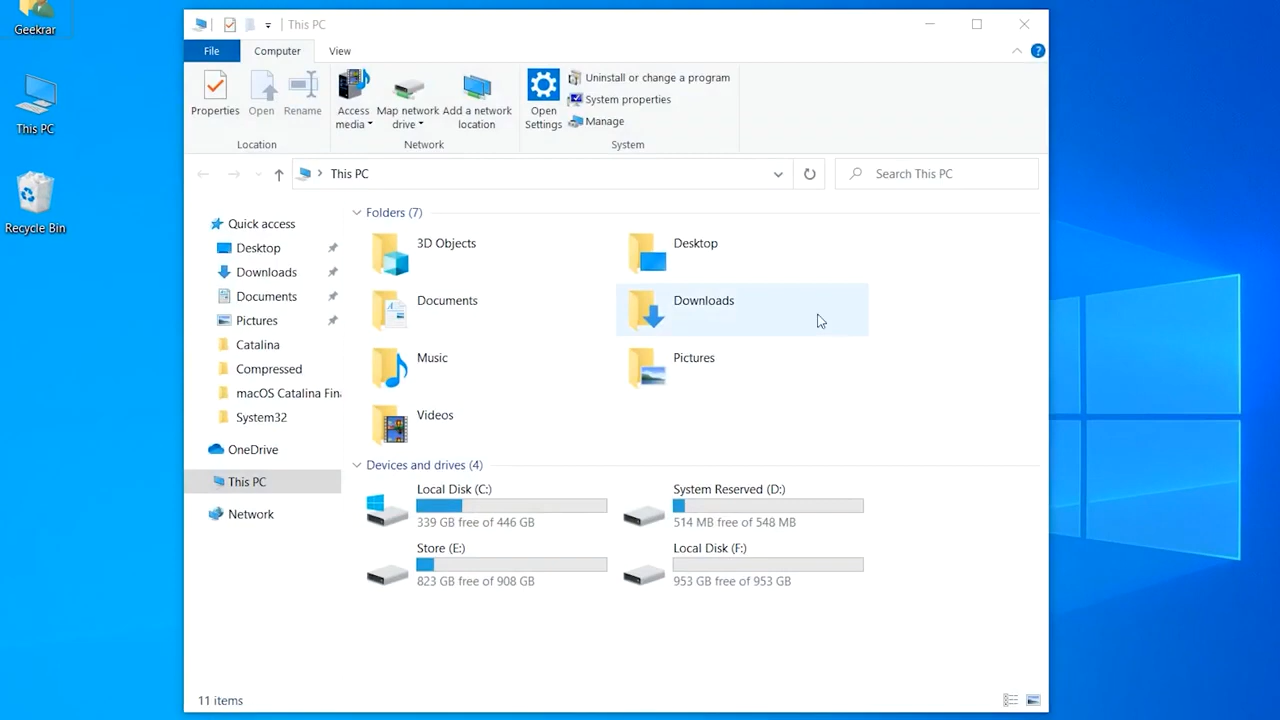 Geekrar
This PC
Recycle Bin
This PC
File
Computer
View
Properties
Open
Rename
Access media
Map network drive
Add a network location
Open Settings
Uninstall or change a program
System properties
Manage
Location
Network
System
This PC
Search This PC
Quick access
Desktop
Downloads
Documents
Pictures
Catalina
Compressed
macOS Catalina Fin
System32
OneDrive
This PC
Network
Folders (7)
3D Objects
Desktop
Documents
Downloads
Music
Pictures
Videos
Devices and drives (4)
Local Disk (C:)
339 GB free of 446 GB
System Reserved (D:)
514 MB free of 548 MB
Store (E:)
823 GB free of 908 GB
Local Disk (F:)
953 GB free of 953 GB
11 items